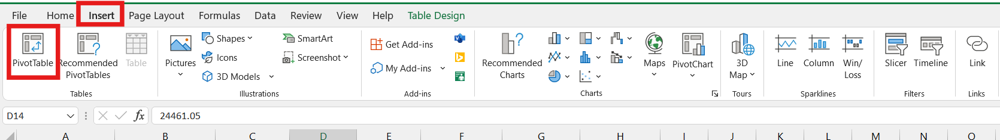 File Home Insert Page Layout Formulas Data Review View Help Table Design
PivotTable
Recommended
PivotTables
Table
Tables
Pictures
Shapes
Icons
3D Models
SmartArt
Screenshot
Illustrations
Get Add-ins
My Add-ins
Add-ins
Recommended
Charts
Maps
PivotChart
Charts
3D
Map
Tours
Line
Column
Win/
Loss
Sparklines
Slicer
Timeline
Filters
Link
Links
D14 fx 24461.05
A B C D E F G H I J K L M N O